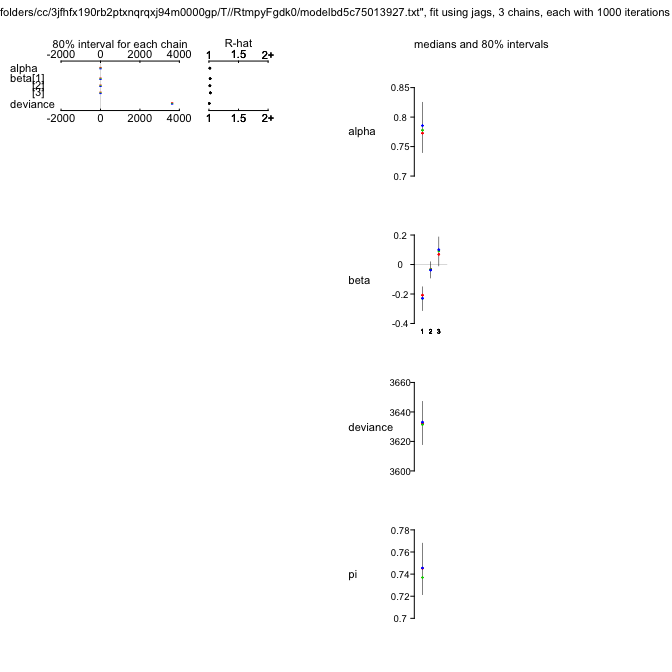 folders/cc/3jfhfx190rb2ptxnqrqxj94m0000gp/T//RtmpyFgdk0/modelbd5c75013927.txt", fit using jags, 3 chains, each with 1000 iterations
80% interval for each chain R-hat
-2000 0 2000 4000 1 1.5 2+
alpha
beta[1]
[2]
[3]
deviance
-2000 0 2000 4000 1 1.5 2+
medians and 80% intervals
0.85
0.8
alpha
0.75
0.7
0.2
0
beta
-0.2
-0.4
1 2 3
3660
3640
deviance
3620
3600
0.78
0.76
pi
0.74
0.72
0.7